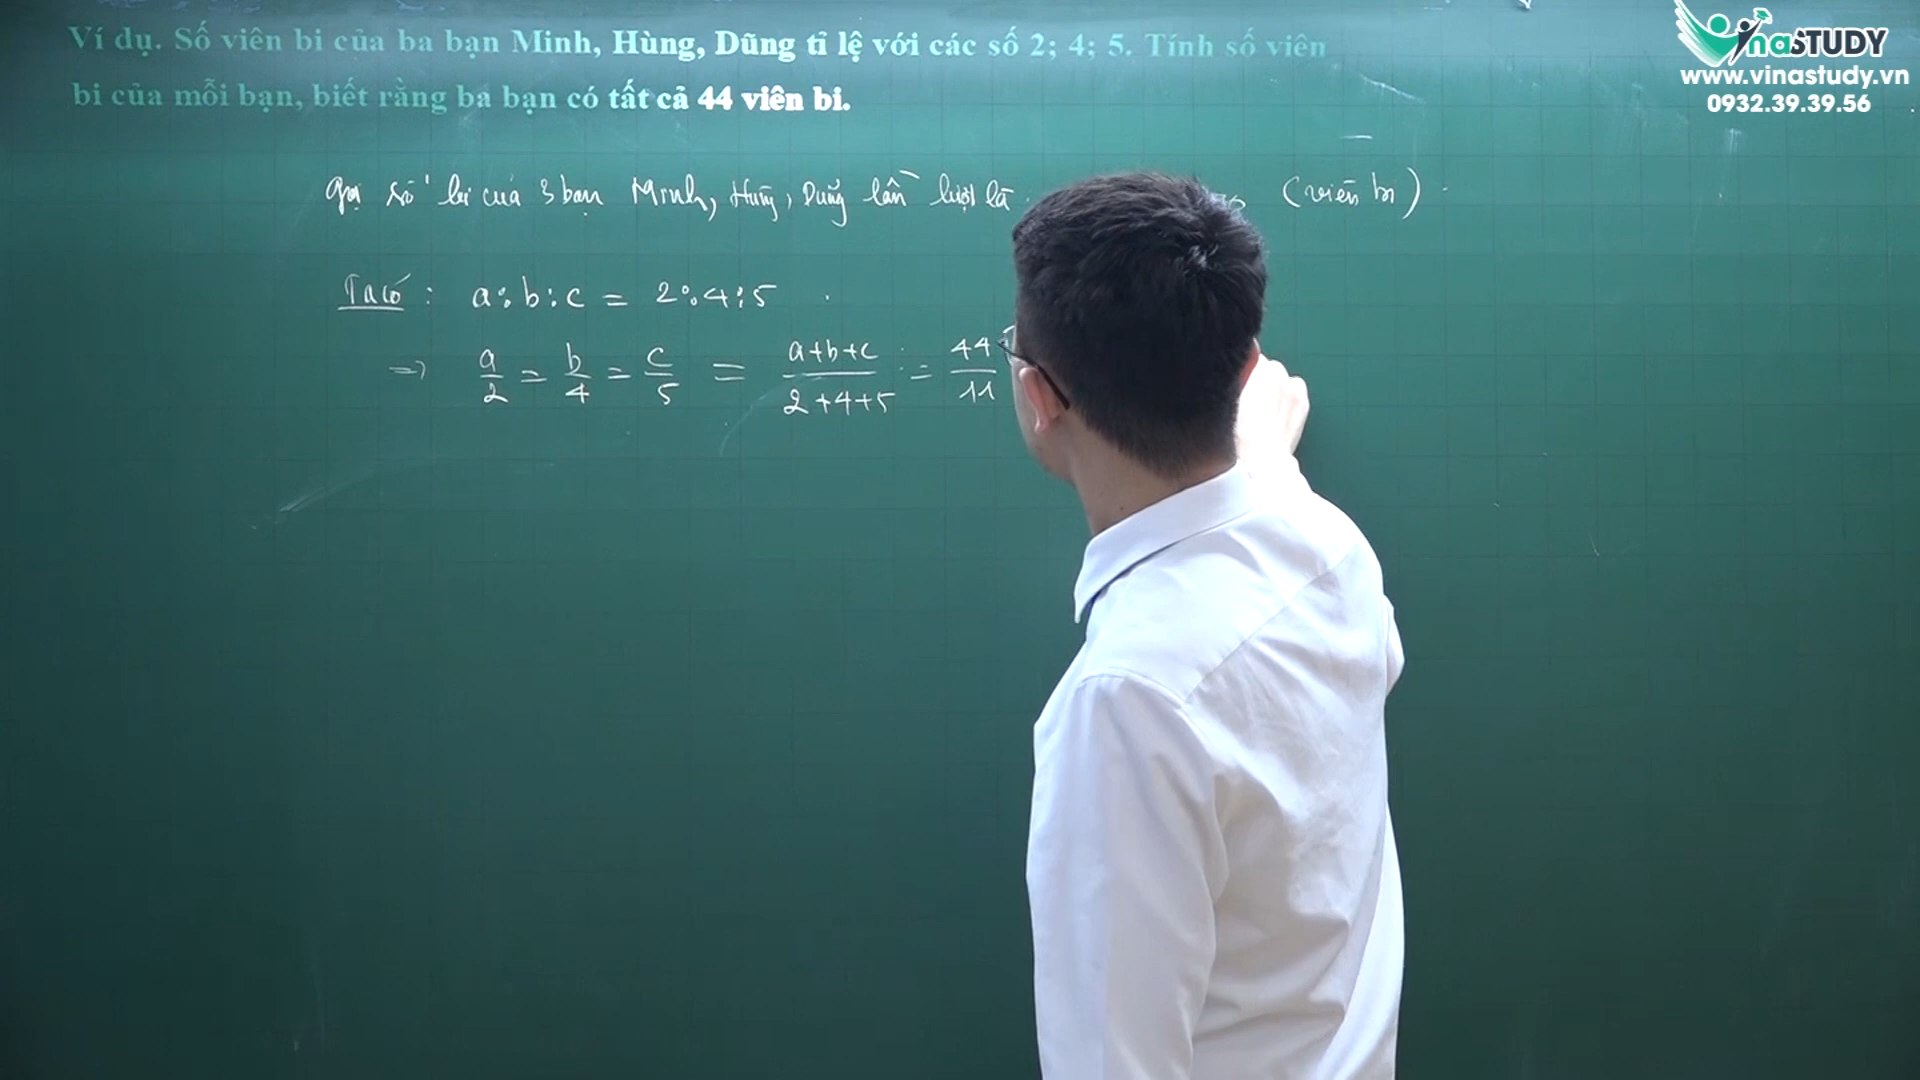 Ví dụ. Số viên bi của ba bạn Minh, Hùng, Dũng tỉ lệ với các số 2; 4; 5. Tính số viên
bi của mỗi bạn, biết rằng ba bạn có tất cả 44 viên bi.
VinaSTUDY
www.vinastudy.vn
0932.39.39.56
Gọi số bi của 3 bạn Minh, Hùng, Dũng lần lượt là (viên bi)
Ta có : a:b:c = 2:4:5
=> a/2 = b/4 = c/5 = a+b+c/2+4+5 = 44/11